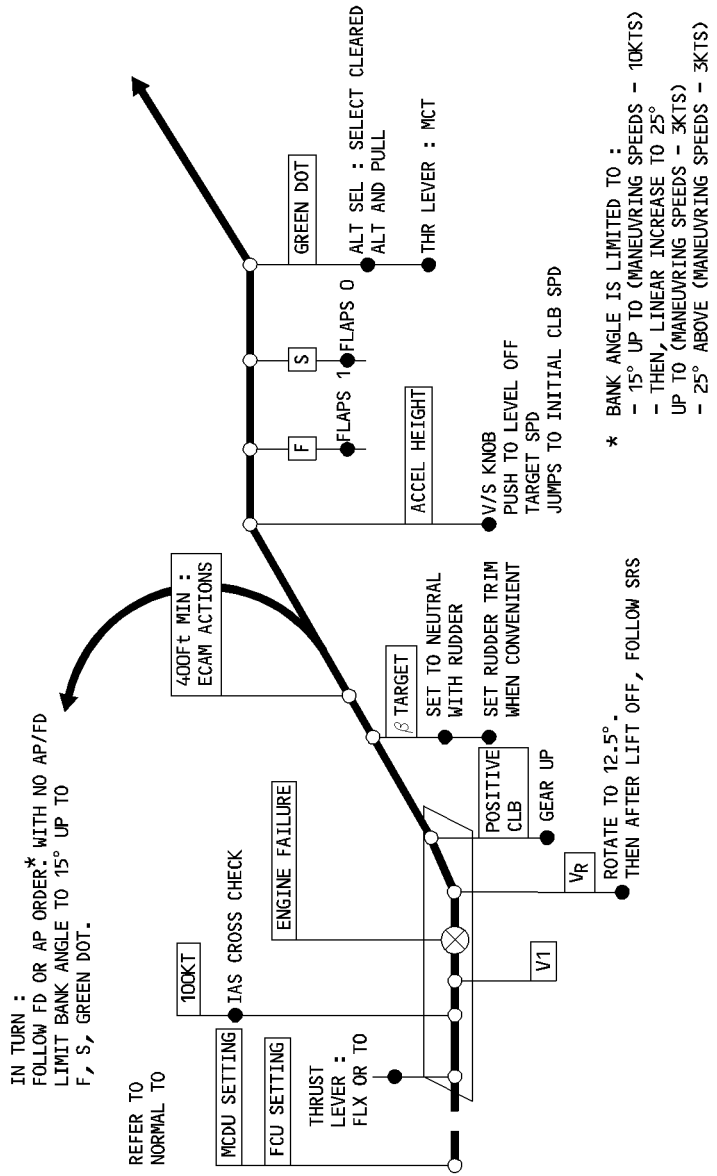 IN TURN :
FOLLOW FD OR AP ORDER.* WITH NO AP/FD
LIMIT BANK ANGLE TO 15° UP TO
F, S, GREEN DOT.
REFER TO
NORMAL TO
MCDU SETTING
FCU SETTING
THRUST
LEVER :
FLX OR TO
100KT
IAS CROSS CHECK
V1
ENGINE FAILURE
VR
ROTATE TO 12.5°.
THEN AFTER LIFT OFF, FOLLOW SRS
POSITIVE
CLB
GEAR UP
β TARGET
SET TO NEUTRAL
WITH RUDDER
SET RUDDER TRIM
WHEN CONVENIENT
400Ft MIN :
ECAM ACTIONS
ACCEL HEIGHT
V/S KNOB
PUSH TO LEVEL OFF
TARGET SPD
JUMPS TO INITIAL CLB SPD
F
FLAPS 1
S
FLAPS 0
GREEN DOT
ALT SEL : SELECT CLEARED
ALT AND PULL
THR LEVER : MCT
* BANK ANGLE IS LIMITED TO :
- 15° UP TO (MANEUVRING SPEEDS - 10KTS)
- THEN, LINEAR INCREASE TO 25°
UP TO (MANEUVRING SPEEDS - 3KTS)
- 25° ABOVE (MANEUVRING SPEEDS - 3KTS)